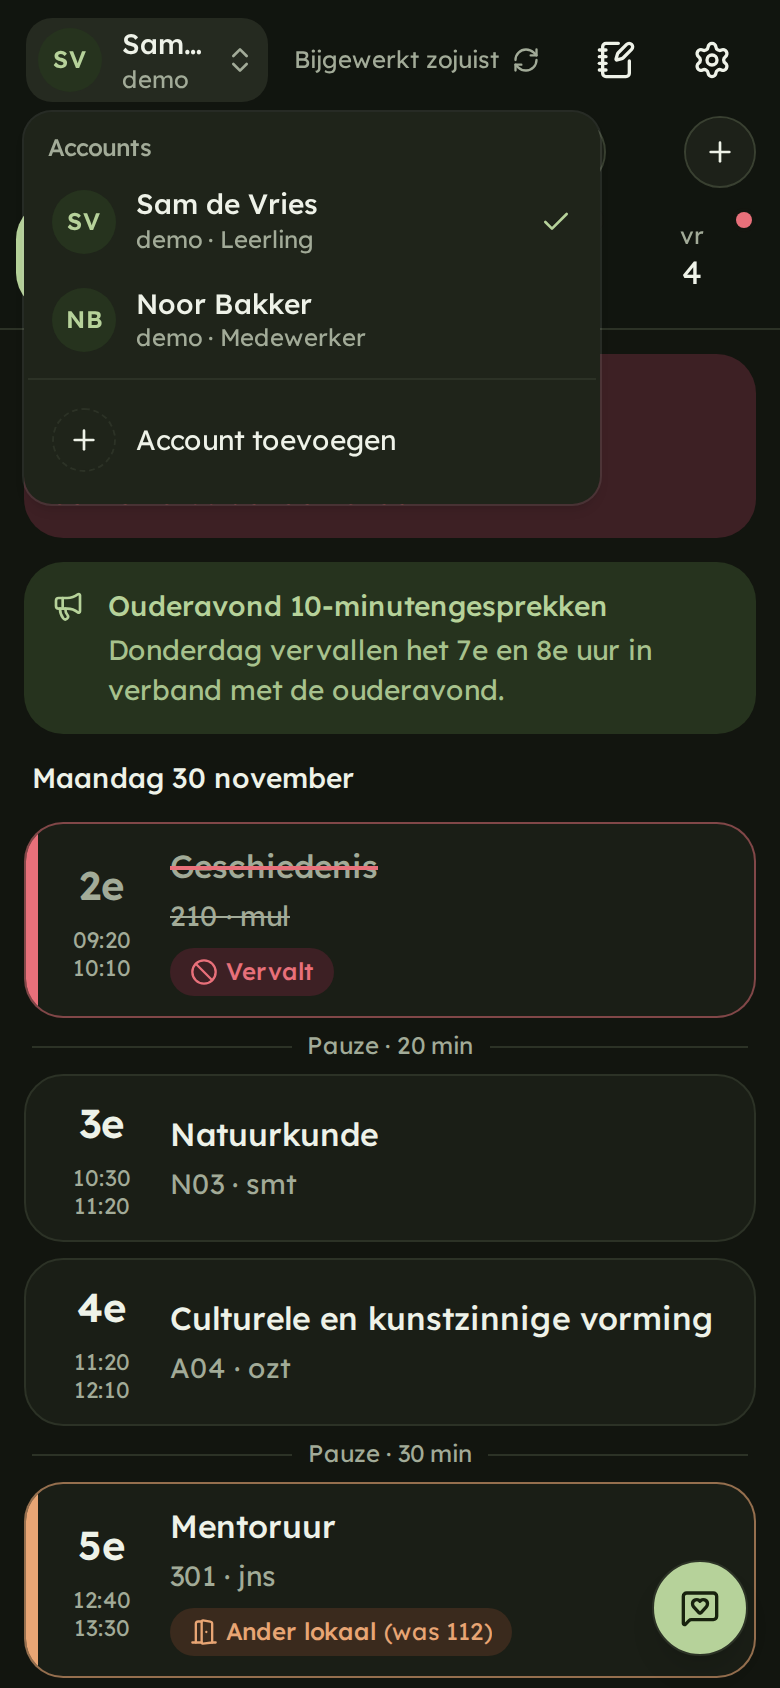 SV
Sam...
demo
Bijgewerkt zojuist
Accounts
SV
Sam de Vries
demo · Leerling
NB
Noor Bakker
demo · Medewerker
Account toevoegen
vr
4
Ouderavond 10-minutengesprekken
Donderdag vervallen het 7e en 8e uur in
verband met de ouderavond.
Maandag 30 november
2e
09:20
10:10
Geschiedenis
210 · mul
Vervalt
Pauze · 20 min
3e
10:30
11:20
Natuurkunde
N03 · smt
4e
11:20
12:10
Culturele en kunstzinnige vorming
A04 · ozt
Pauze · 30 min
5e
12:40
13:30
Mentoruur
301 · jns
Ander lokaal (was 112)